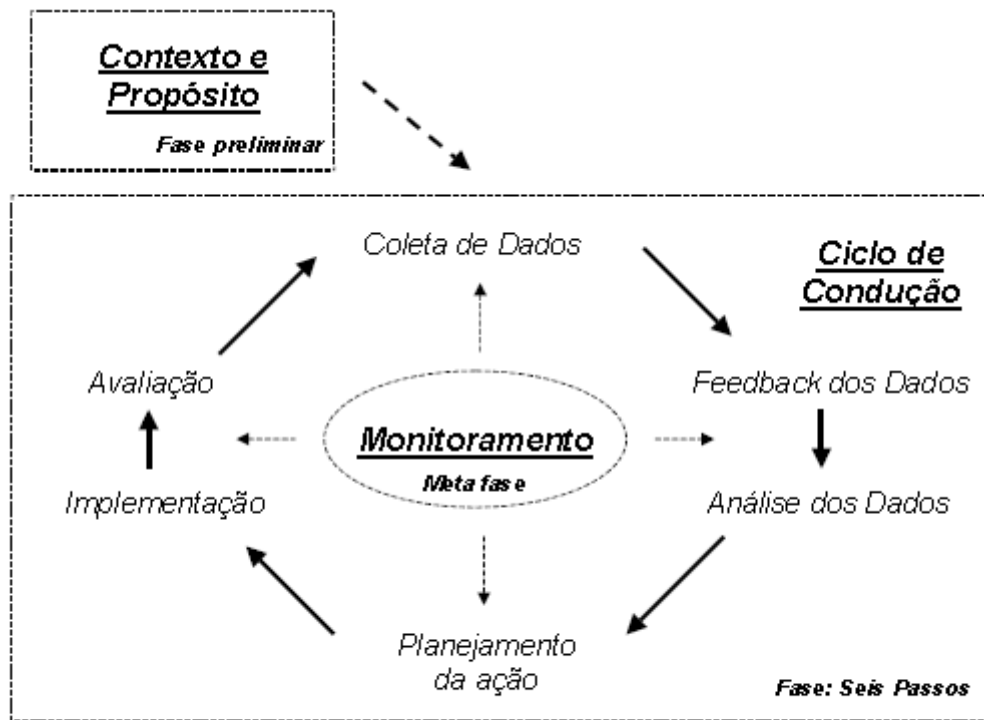 Contexto e
Propósito
Fase preliminar
Coleta de Dados
Ciclo de
Condução
Avaliação
Feedback dos Dados
Monitoramento
Meta fase
Implementação
Análise dos Dados
Planejamento
da ação
Fase: Seis Passos